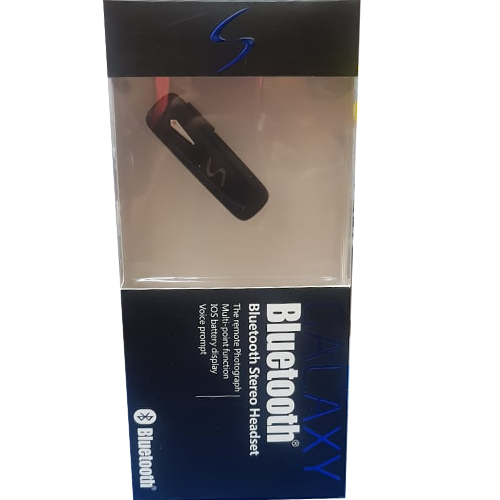 GALAXY
Bluetooth®
Bluetooth Stereo Headset
The remote Photograph
Multi-point function
IOS battery display
Voice prompt
Bluetooth®